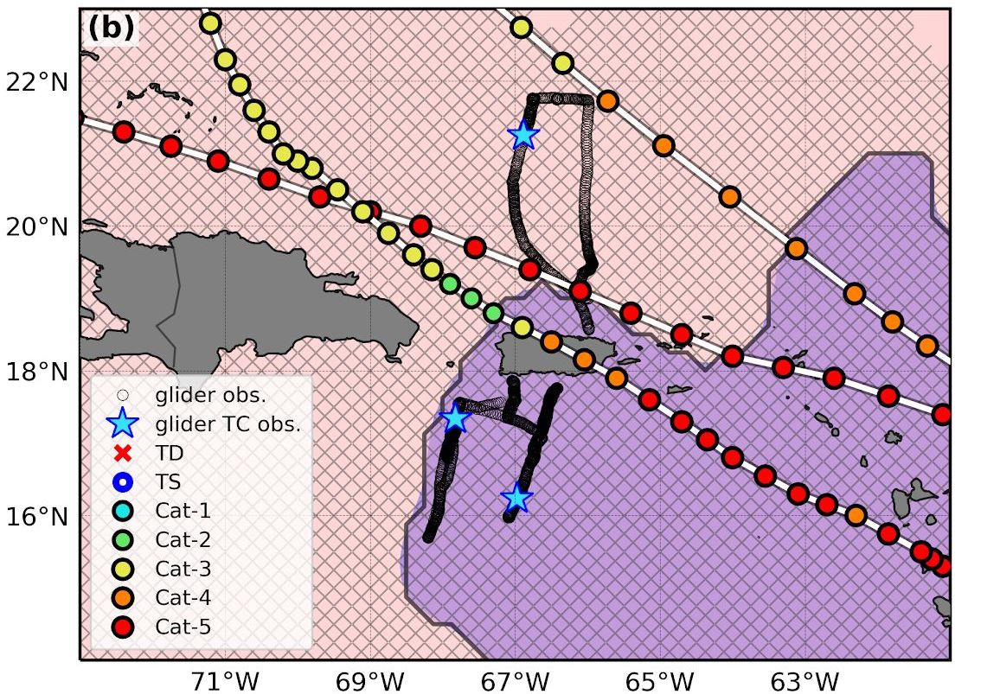 (b)
22°N
20°N
18°N
16°N
glider obs.
glider TC obs.
TD
TS
Cat-1
Cat-2
Cat-3
Cat-4
Cat-5
71°W 69°W 67°W 65°W 63°W